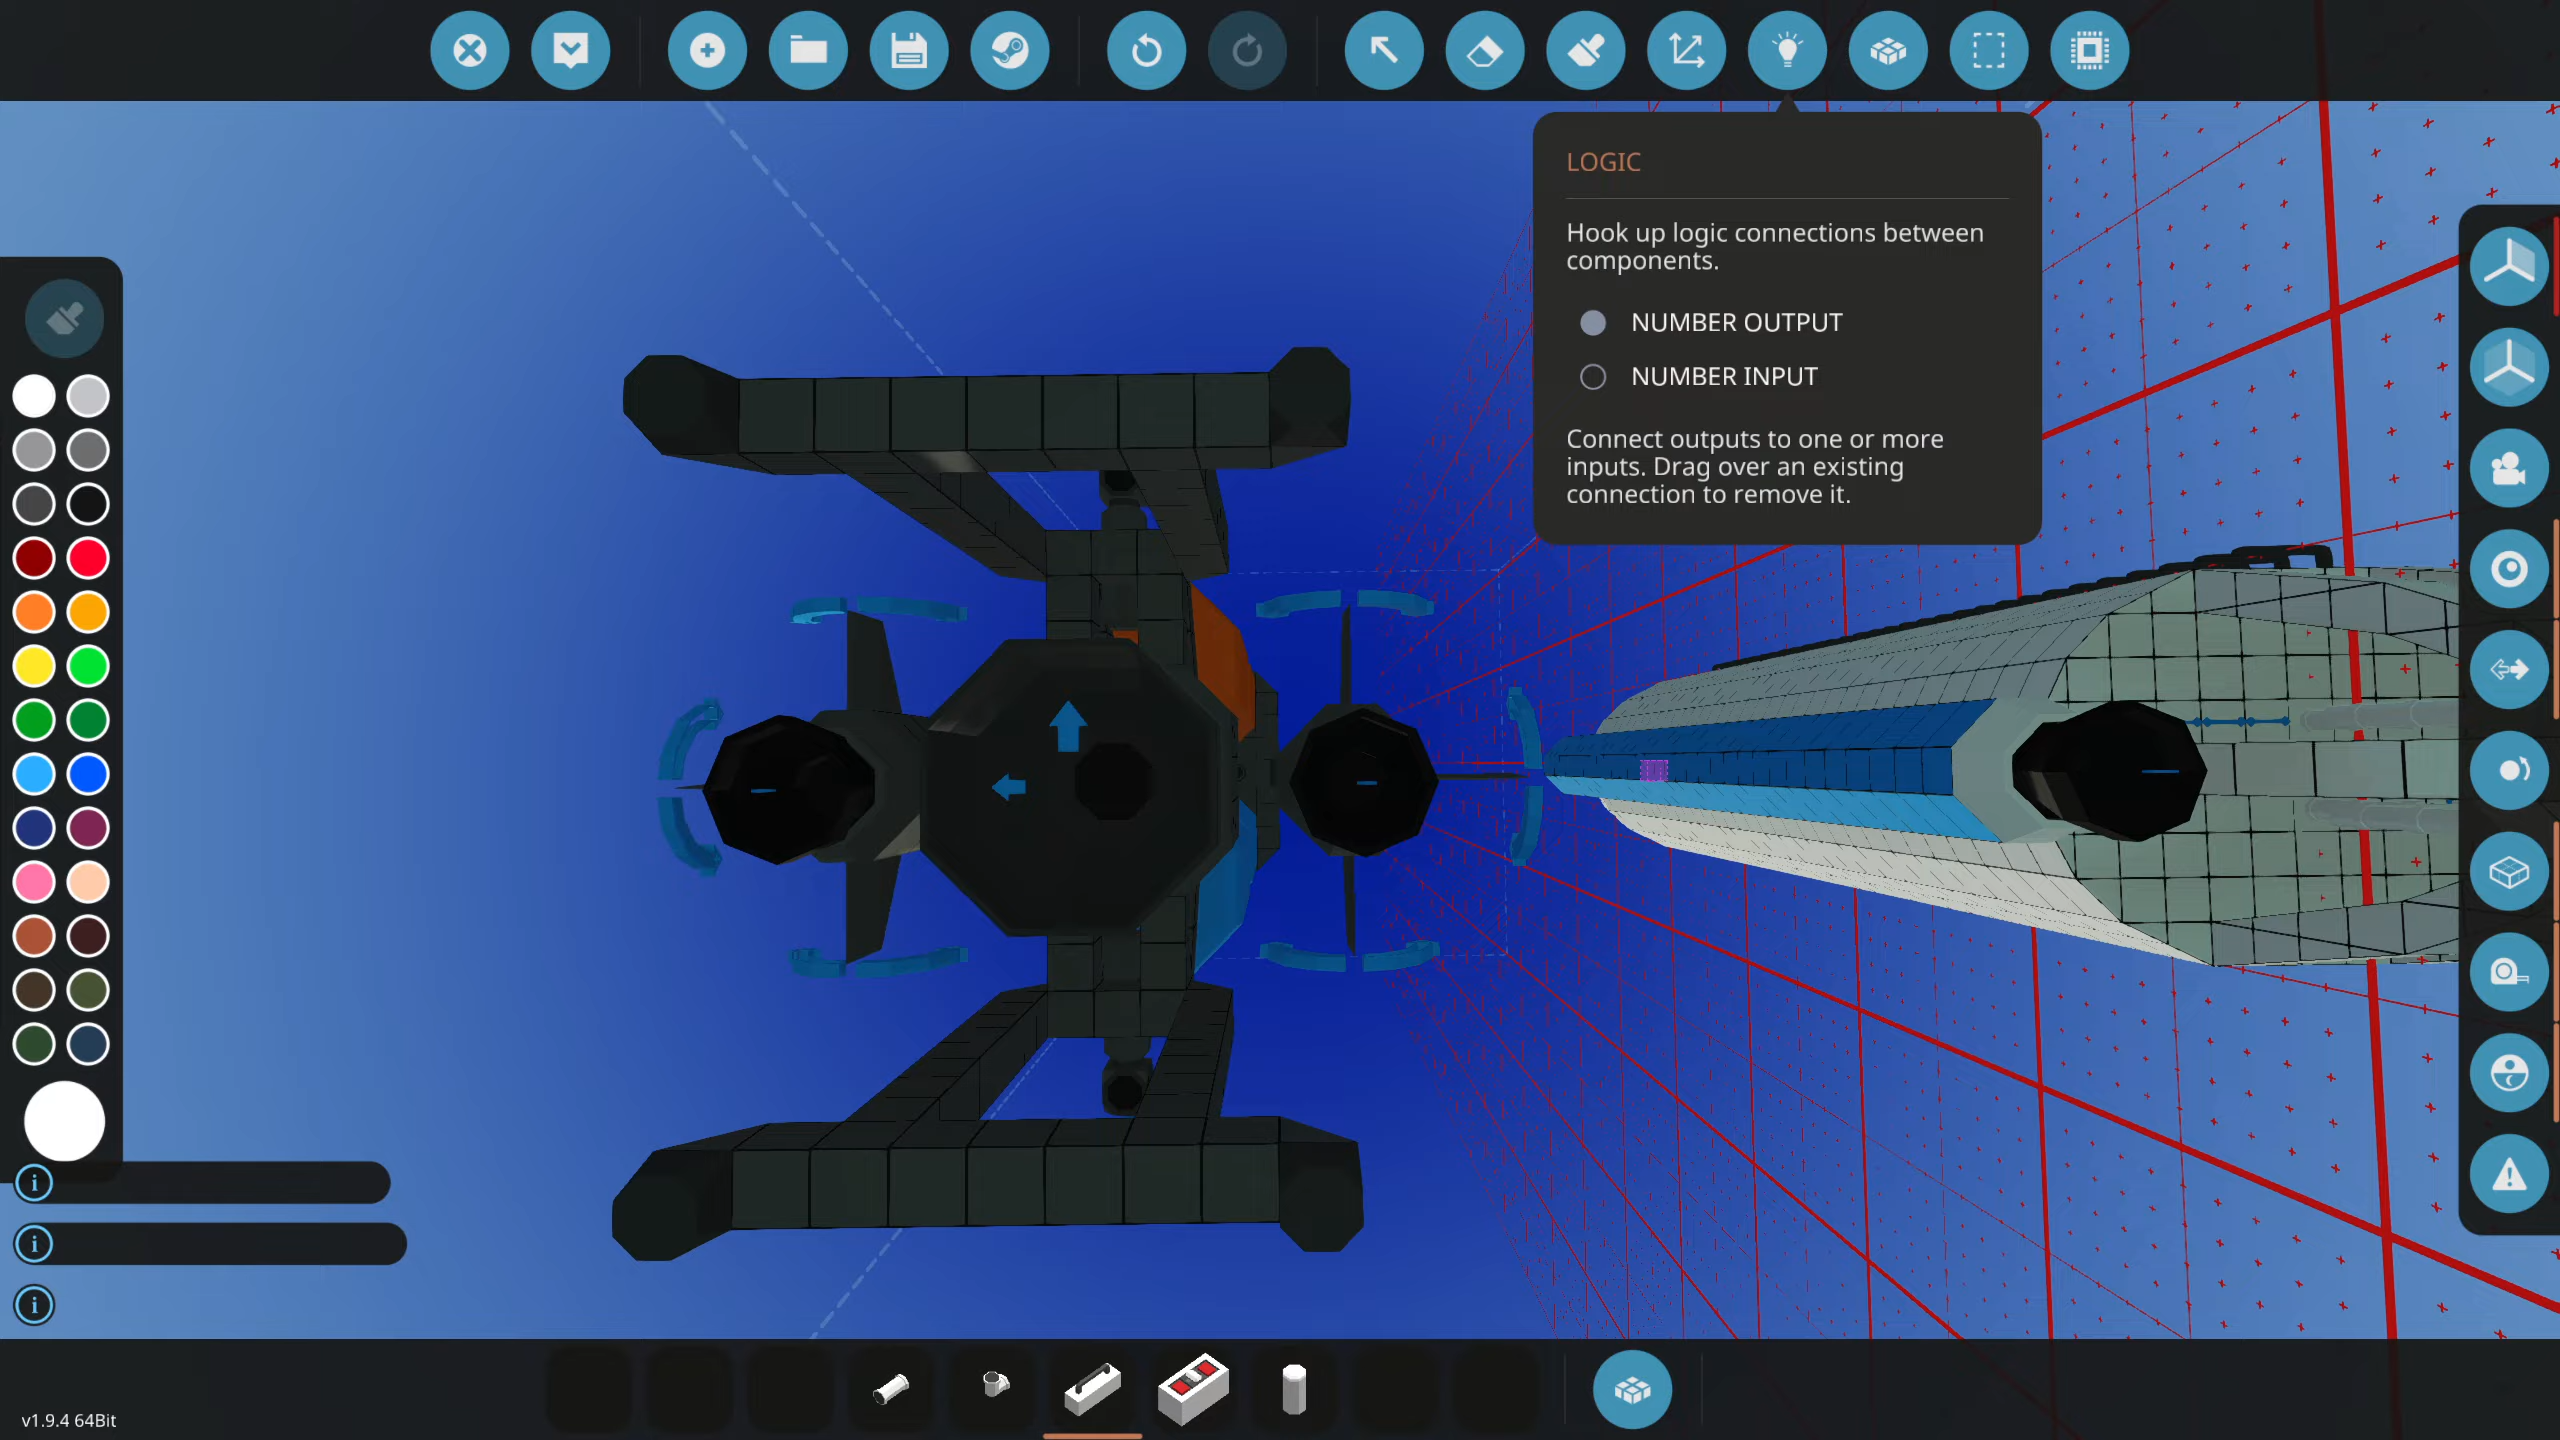 LOGIC
Hook up logic connections between
components.
NUMBER OUTPUT
NUMBER INPUT
Connect outputs to one or more
inputs. Drag over an existing
connection to remove it.
v1.9.4 64Bit